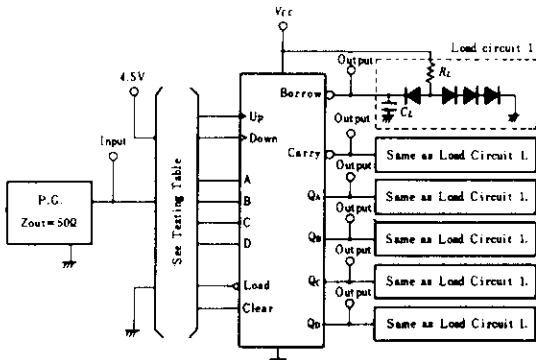 VCC
Output
Load circuit 1
4.5V
RL
Borrow
CL
Output
Input
Up
Down
Carry
Same as Load Circuit 1.
Output
P.G.
Zout=50Ω
See Testing Table
A
B
C
D
QA
Same as Load Circuit 1.
Output
QB
Same as Load Circuit 1.
Output
Load
QC
Same as Load Circuit 1.
Output
Clear
QD
Same as Load Circuit 1.